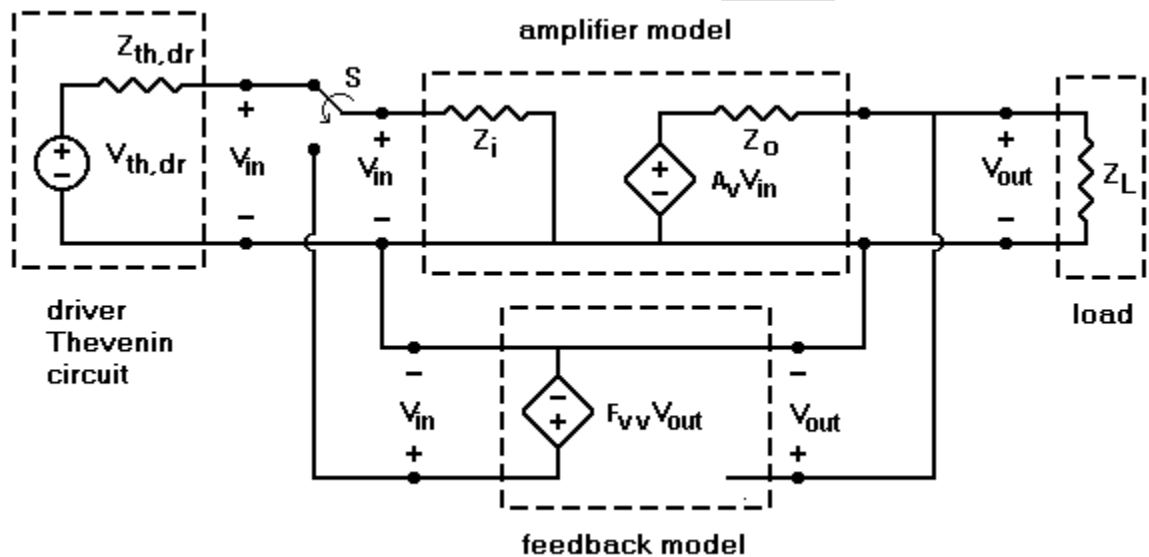 amplifier model
Zth,dr
S
+
Vth,dr
-
+
Vin
-
+
Vin
-
Zi
Zo
+
-
AvVin
+
Vout
-
ZL
driver
Thevenin
circuit
load
-
Vin
+
-
+
FvvVout
-
Vout
+
feedback model